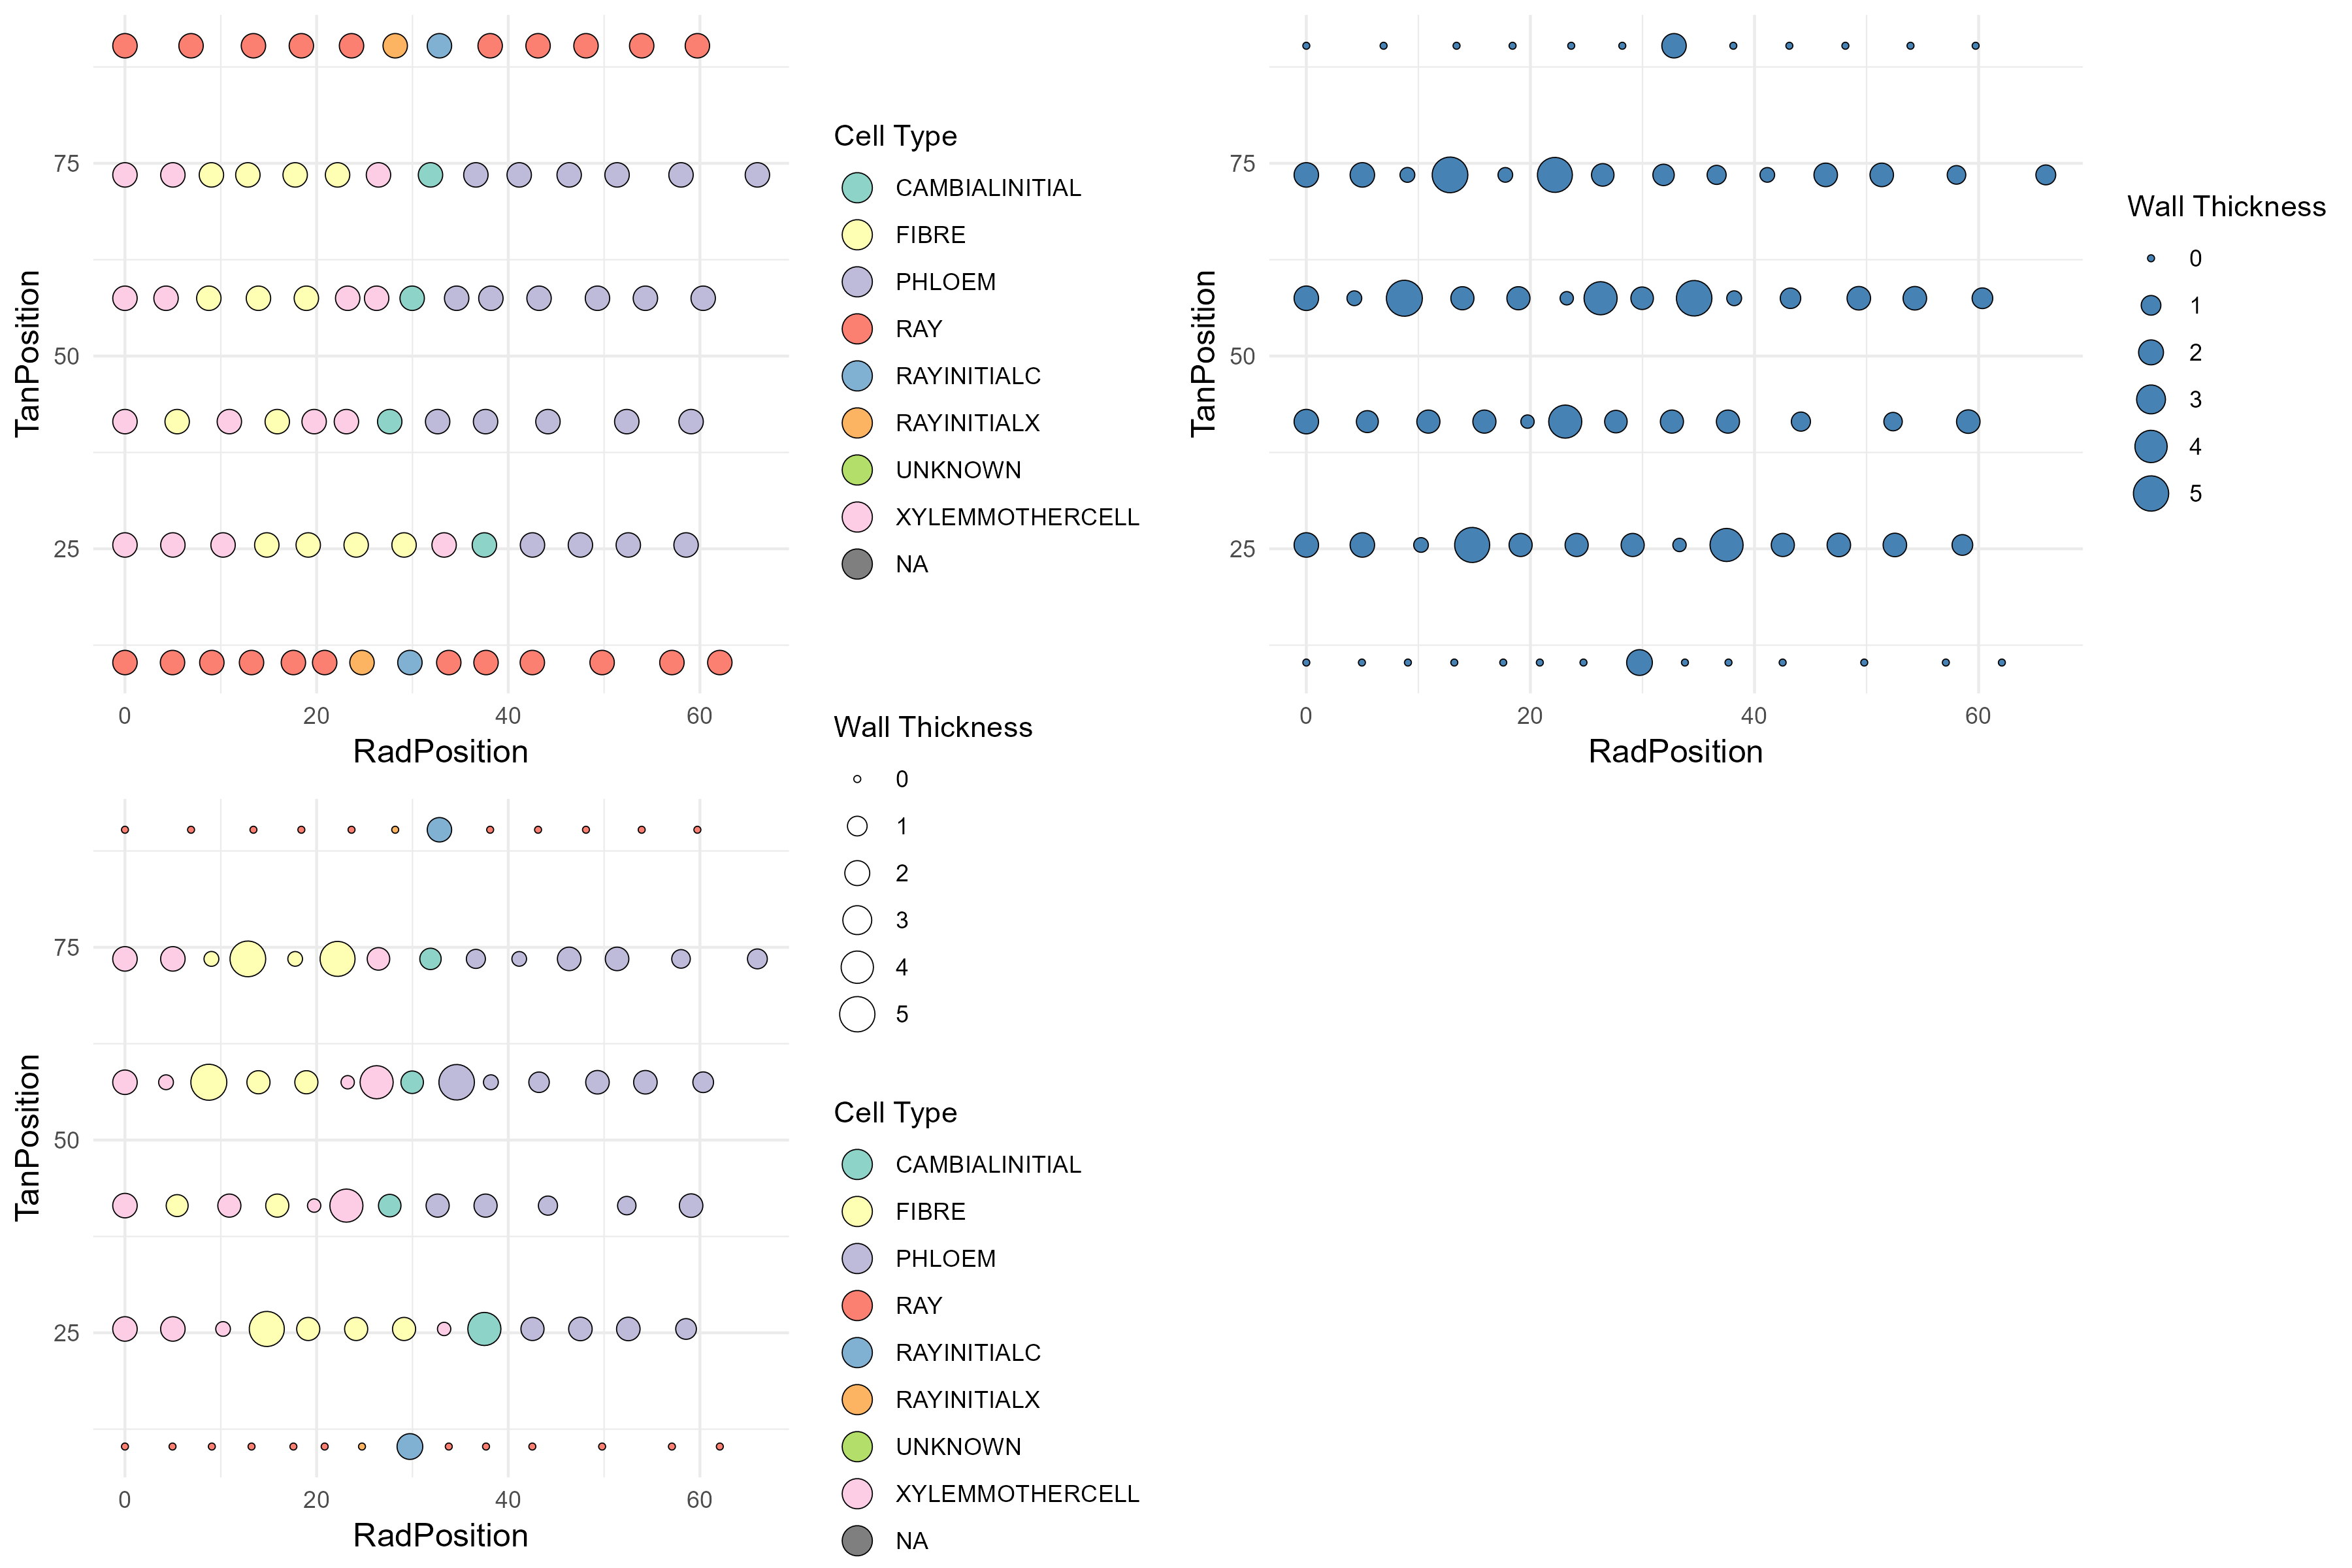 75
50
25
TanPosition
0 20 40 60
RadPosition
Cell Type
CAMBIALINITIAL
FIBRE
PHLOEM
RAY
RAYINITIALC
RAYINITIALX
UNKNOWN
XYLEMMOTHERCELL
NA
75
50
25
TanPosition
0 20 40 60
RadPosition
Wall Thickness
0
1
2
3
4
5
75
50
25
TanPosition
0 20 40 60
RadPosition
Wall Thickness
0
1
2
3
4
5
Cell Type
CAMBIALINITIAL
FIBRE
PHLOEM
RAY
RAYINITIALC
RAYINITIALX
UNKNOWN
XYLEMMOTHERCELL
NA